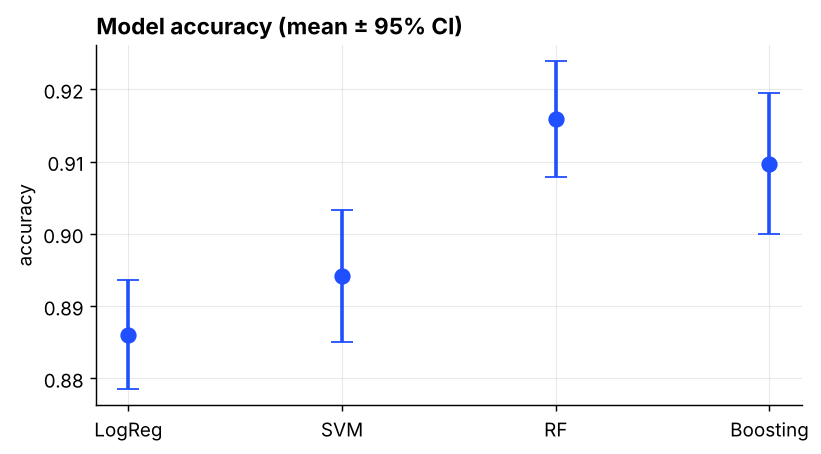 Model accuracy (mean ± 95% CI)
accuracy
0.92
0.91
0.90
0.89
0.88
LogReg SVM RF Boosting